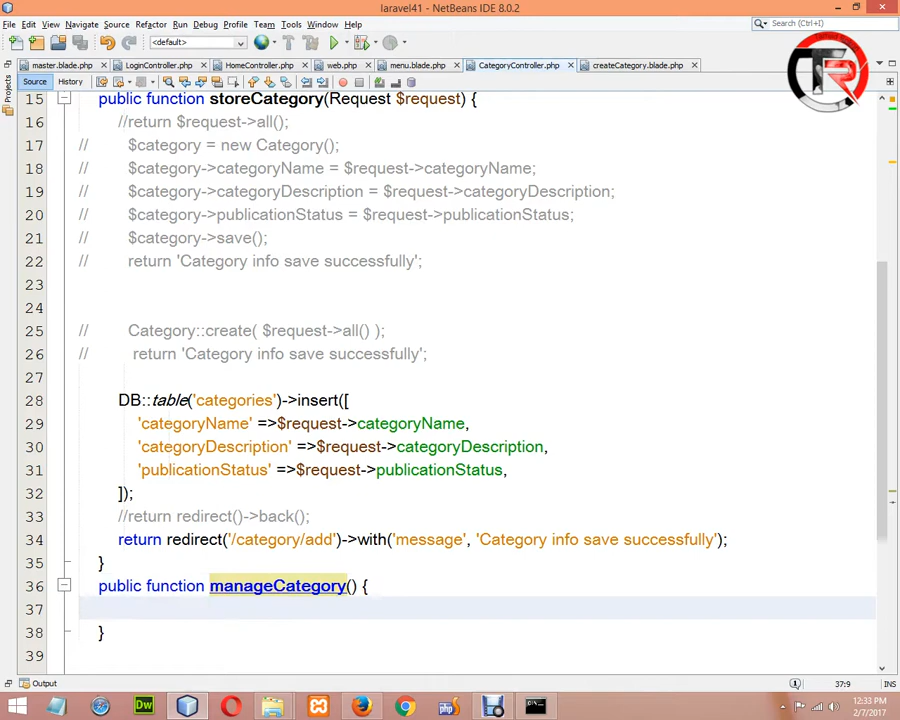 laravel41 - NetBeans IDE 8.0.2
File Edit View Navigate Source Refactor Run Debug Profile Team Tools Window Help
Search (Ctrl+I)
<default>
master.blade.php LoginController.php HomeController.php web.php menu.blade.php CategoryController.php createCategory.blade.php
Source History
Projects
15 public function storeCategory(Request $request) {
16 //return $request->all();
17 // $category = new Category();
18 // $category->categoryName = $request->categoryName;
19 // $category->categoryDescription = $request->categoryDescription;
20 // $category->publicationStatus = $request->publicationStatus;
21 // $category->save();
22 // return 'Category info save successfully';
23
24
25 // Category::create( $request->all() );
26 // return 'Category info save successfully';
27
28 DB::table('categories')->insert([
29 'categoryName' =>$request->categoryName,
30 'categoryDescription' =>$request->categoryDescription,
31 'publicationStatus' =>$request->publicationStatus,
32 ]);
33 //return redirect()->back();
34 return redirect('/category/add')->with('message', 'Category info save successfully');
35 }
36 public function manageCategory() {
37
38 }
39
Output
37:9 INS
12:33 PM
2/7/2017